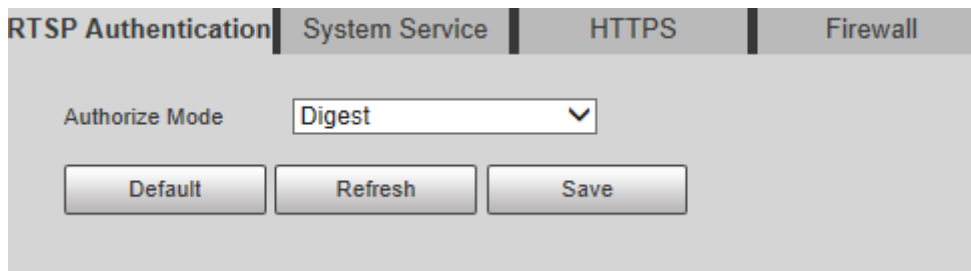 RTSP Authentication System Service HTTPS Firewall
Authorize Mode Digest
Default Refresh Save